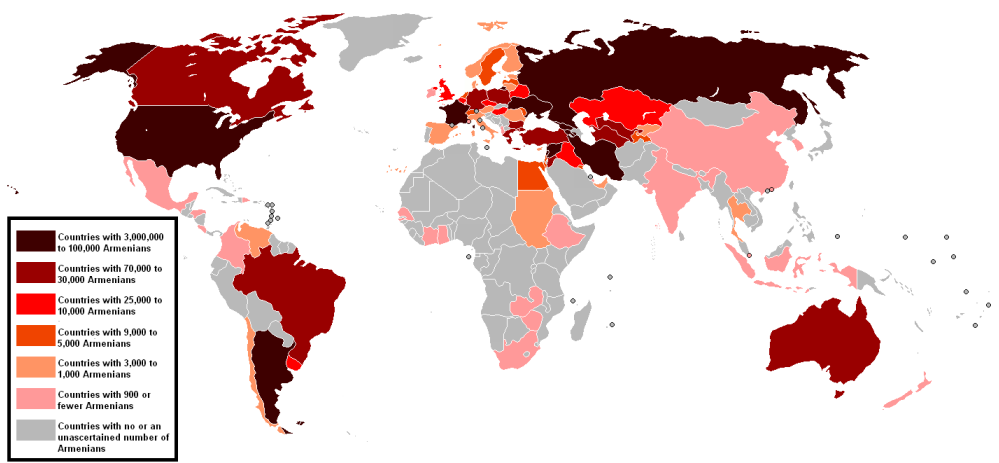 Countries with 3,000,000
to 100,000 Armenians
Countries with 70,000 to
30,000 Armenians
Countries with 25,000 to
10,000 Armenians
Countries with 9,000 to
5,000 Armenians
Countries with 3,000 to
1,000 Armenians
Countries with 900 or
fewer Armenians
Countries with no or an
unascertained number of
Armenians